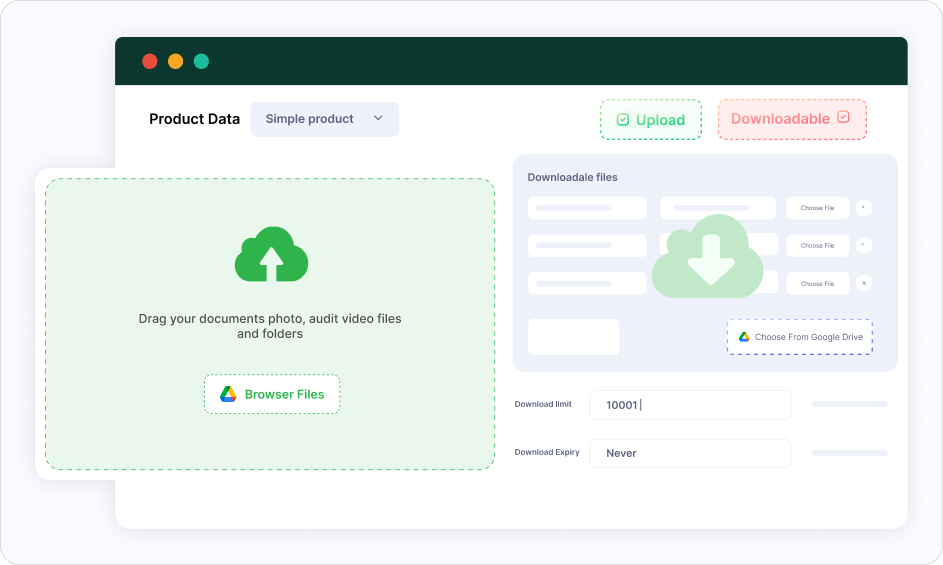 Product Data
Simple product
Upload
Downloadable
Downloadale files
Choose File
Choose File
Choose File
Drag your documents photo, audit video files
and folders
Browser Files
Choose From Google Drive
Download limit
10001
Download Expiry
Never